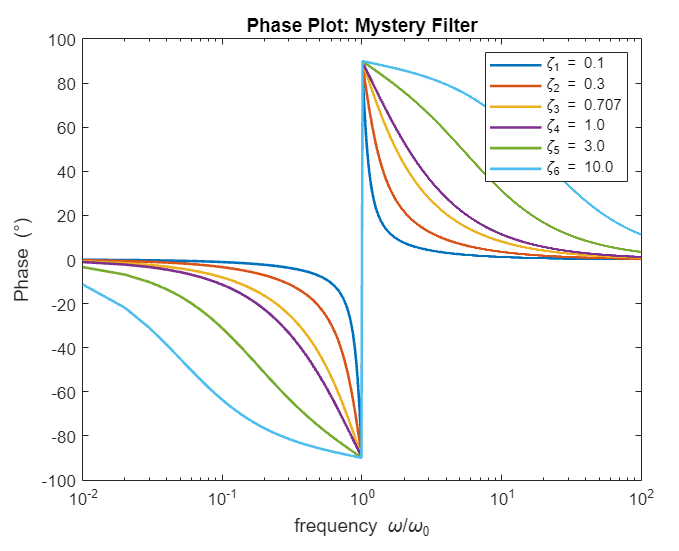 Phase Plot: Mystery Filter
100
80
60
40
20
0
-20
-40
-60
-80
-100
Phase (°)
ζ₁ = 0.1
ζ₂ = 0.3
ζ₃ = 0.707
ζ₄ = 1.0
ζ₅ = 3.0
ζ₆ = 10.0
10⁻² 10⁻¹ 10⁰ 10¹ 10²
frequency ω/ω₀